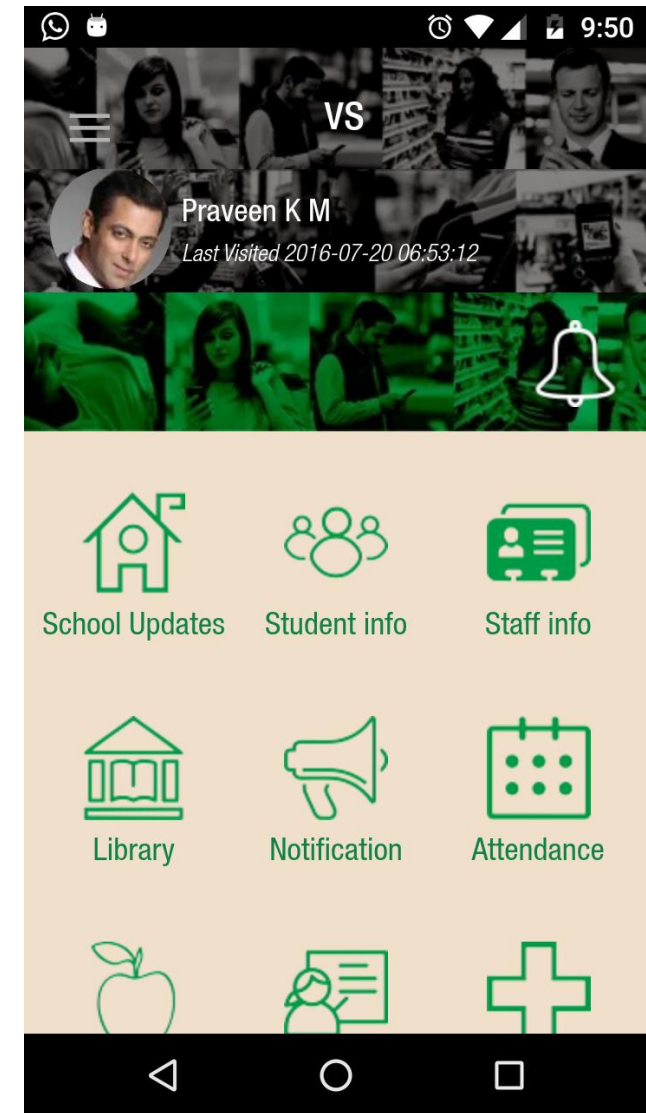 9:50
VS
Praveen K M
Last Visited 2016-07-20 06:53:12
School Updates Student info Staff info
Library Notification Attendance